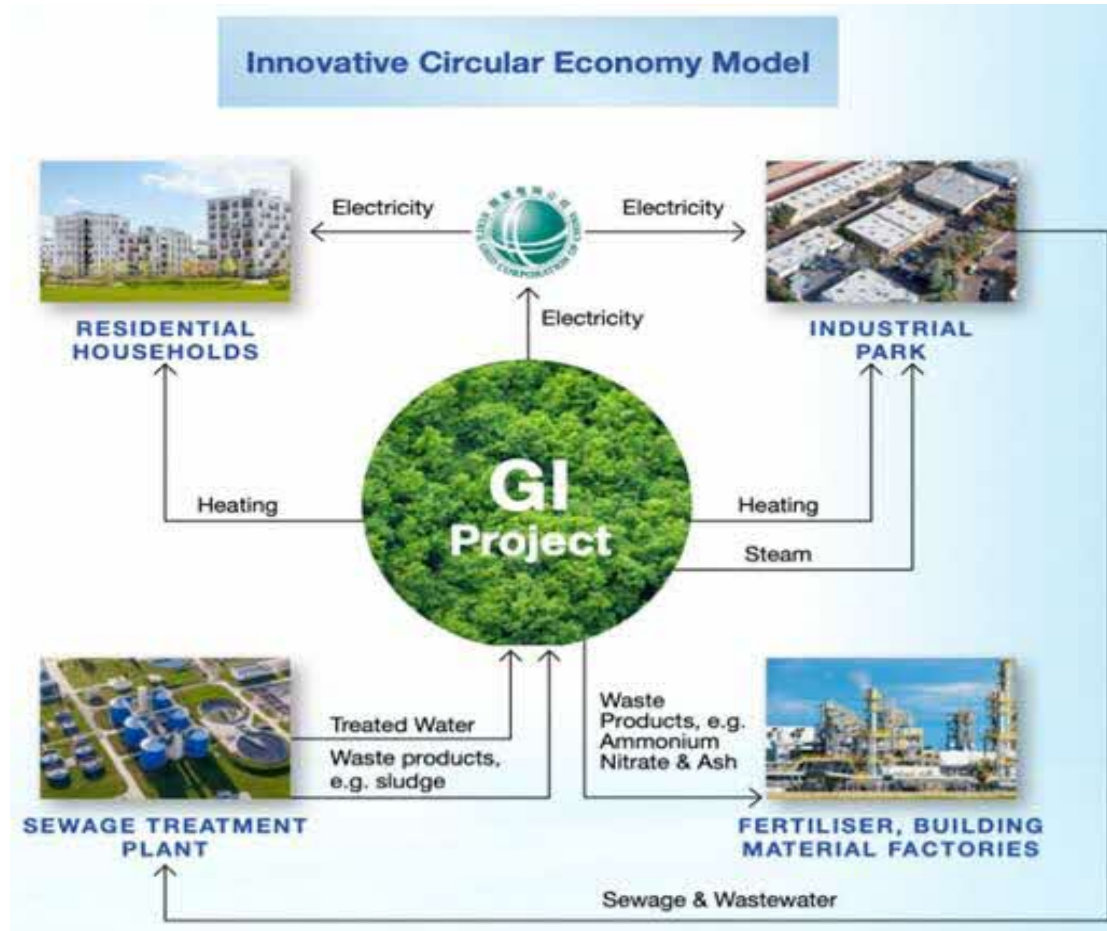 Innovative Circular Economy Model
Electricity
Electricity
RESIDENTIAL
HOUSEHOLDS
Electricity
INDUSTRIAL
PARK
GI
Project
Heating
Heating
Steam
Treated Water
Waste products,
e.g. sludge
Waste
Products, e.g.
Ammonium
Nitrate & Ash
SEWAGE TREATMENT
PLANT
FERTILISER, BUILDING
MATERIAL FACTORIES
Sewage & Wastewater